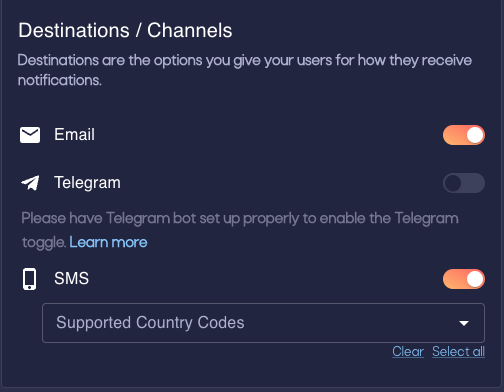 Destinations / Channels
Destinations are the options you give your users for how they receive
notifications.
Email
Telegram
Please have Telegram bot set up properly to enable the Telegram
toggle. Learn more
SMS
Supported Country Codes
Clear Select all